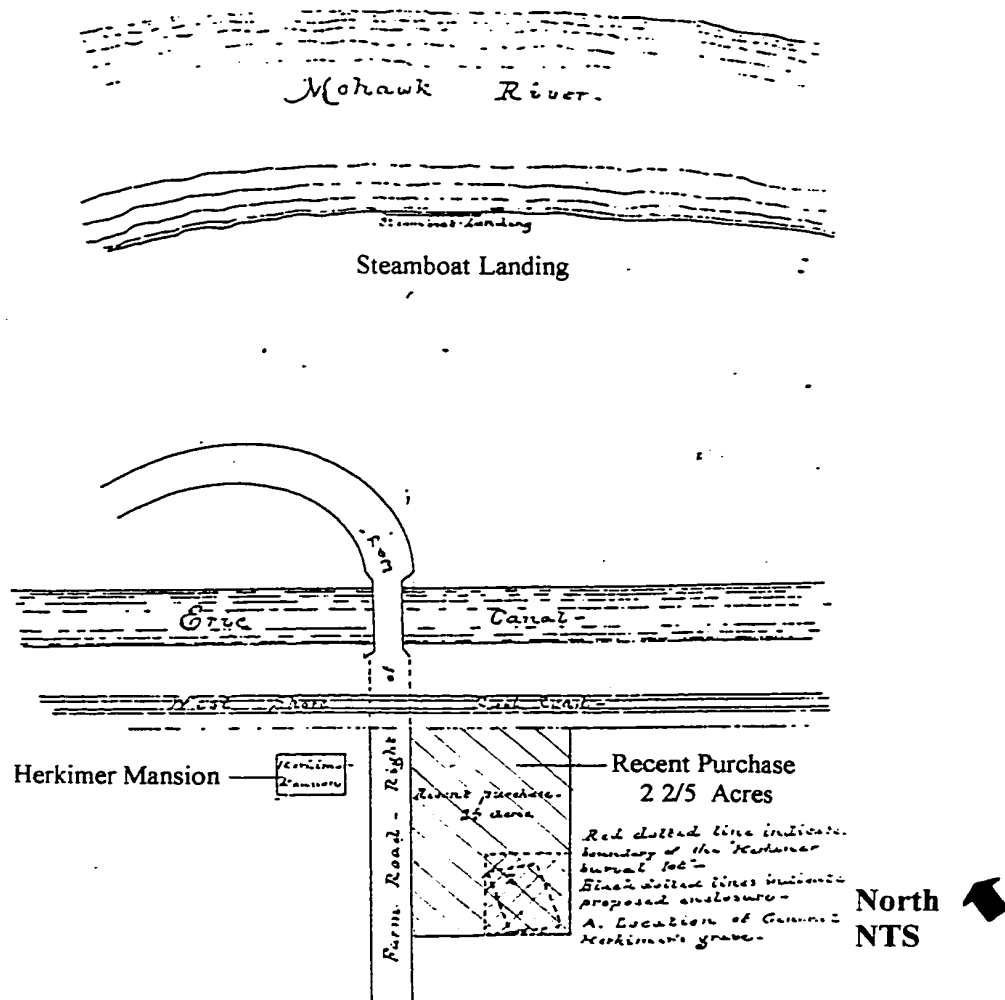 Mohawk River.
Steamboat Landing
Steamboat Landing
Way
Erie Canal-
of
West Shore
Farm Road - Right
Herkimer Mansion
Herkimer
Mansion
Recent Purchase
2 2/5 Acres
Recent purchase-
acres
Red dotted line indicate
boundary of the Herkimer
burial lot-
Black dotted lines indicate
proposed enclosure-
A. Location of General
Herkimer's grave-
North
NTS